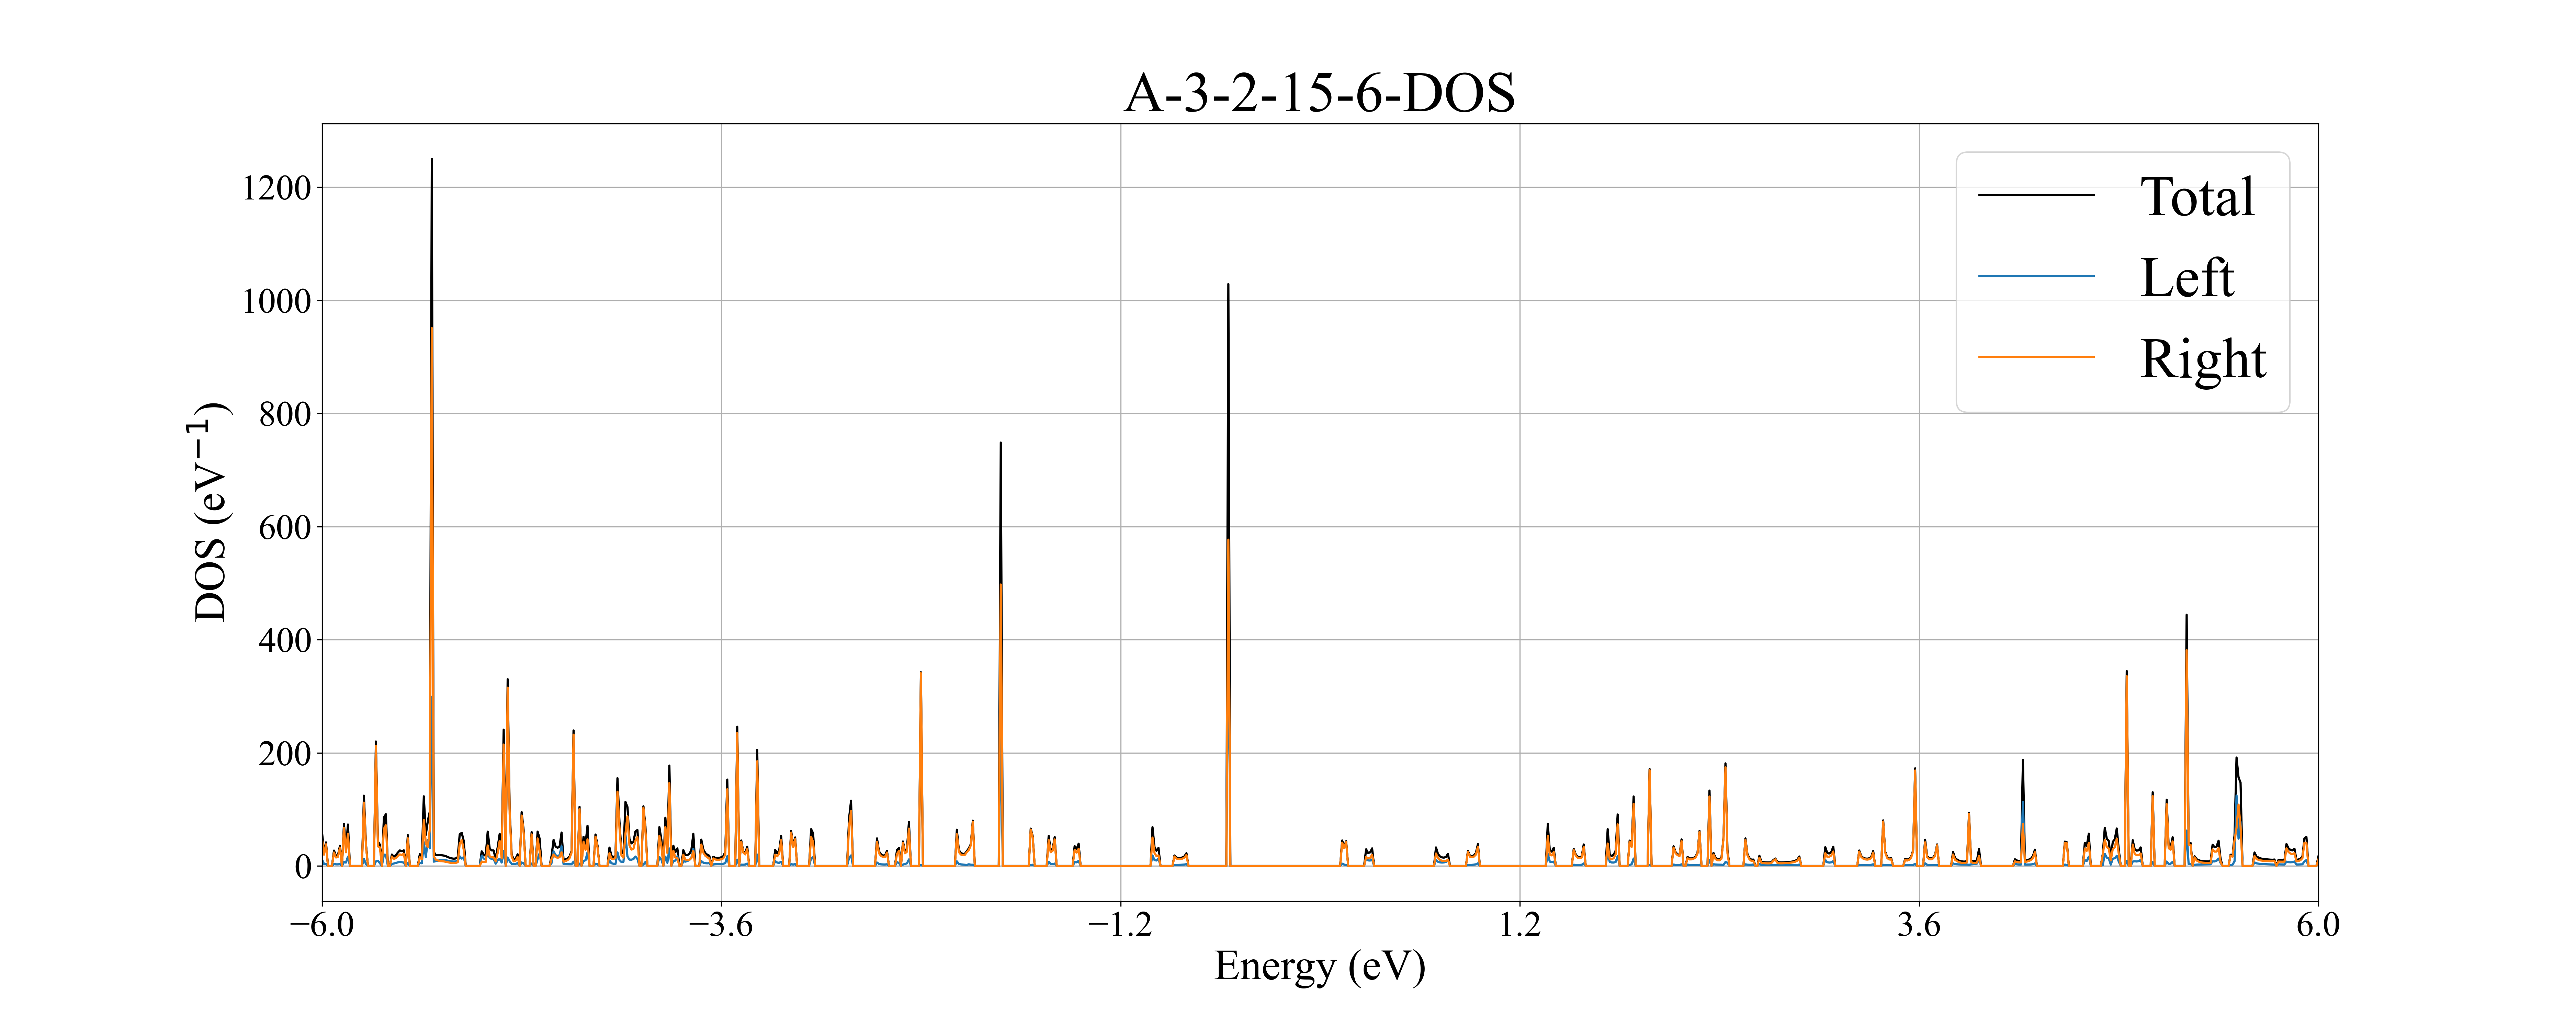 A-3-2-15-6-DOS
1200
1000
800
600
400
200
0
DOS (eV⁻¹)
Total
Left
Right
−6.0 −3.6 −1.2 1.2 3.6 6.0
Energy (eV)